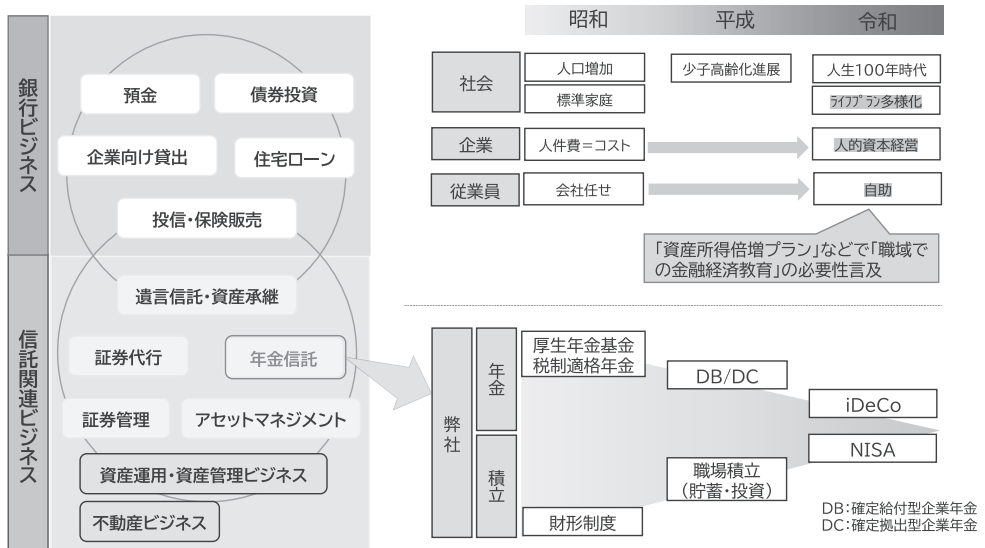 銀行ビジネス
預金
債券投資
企業向け貸出
住宅ローン
投信・保険販売
信託関連ビジネス
遺言信託・資産承継
証券代行
年金信託
証券管理
アセットマネジメント
資産運用・資産管理ビジネス
不動産ビジネス
昭和
平成
令和
社会
人口増加
少子高齢化進展
人生100年時代
標準家庭
ライフプラン多様化
企業
人件費＝コスト
人的資本経営
従業員
会社任せ
自助
「資産所得倍増プラン」などで「職域で
の金融経済教育」の必要性言及
弊社
年金
厚生年金基金
税制適格年金
DB/DC
iDeCo
NISA
積立
職場積立
（貯蓄・投資）
財形制度
DB：確定給付型企業年金
DC：確定拠出型企業年金